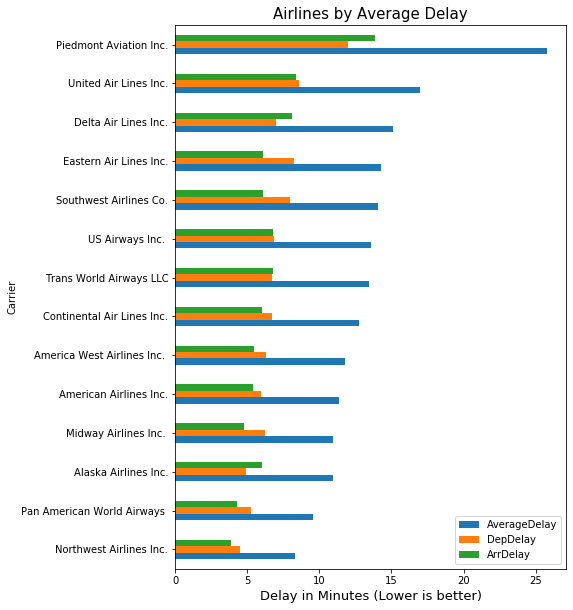 Airlines by Average Delay
Carrier
Piedmont Aviation Inc.
United Air Lines Inc.
Delta Air Lines Inc.
Eastern Air Lines Inc.
Southwest Airlines Co.
US Airways Inc.
Trans World Airways LLC
Continental Air Lines Inc.
America West Airlines Inc.
American Airlines Inc.
Midway Airlines Inc.
Alaska Airlines Inc.
Pan American World Airways
Northwest Airlines Inc.
AverageDelay
DepDelay
ArrDelay
0 5 10 15 20 25
Delay in Minutes (Lower is better)